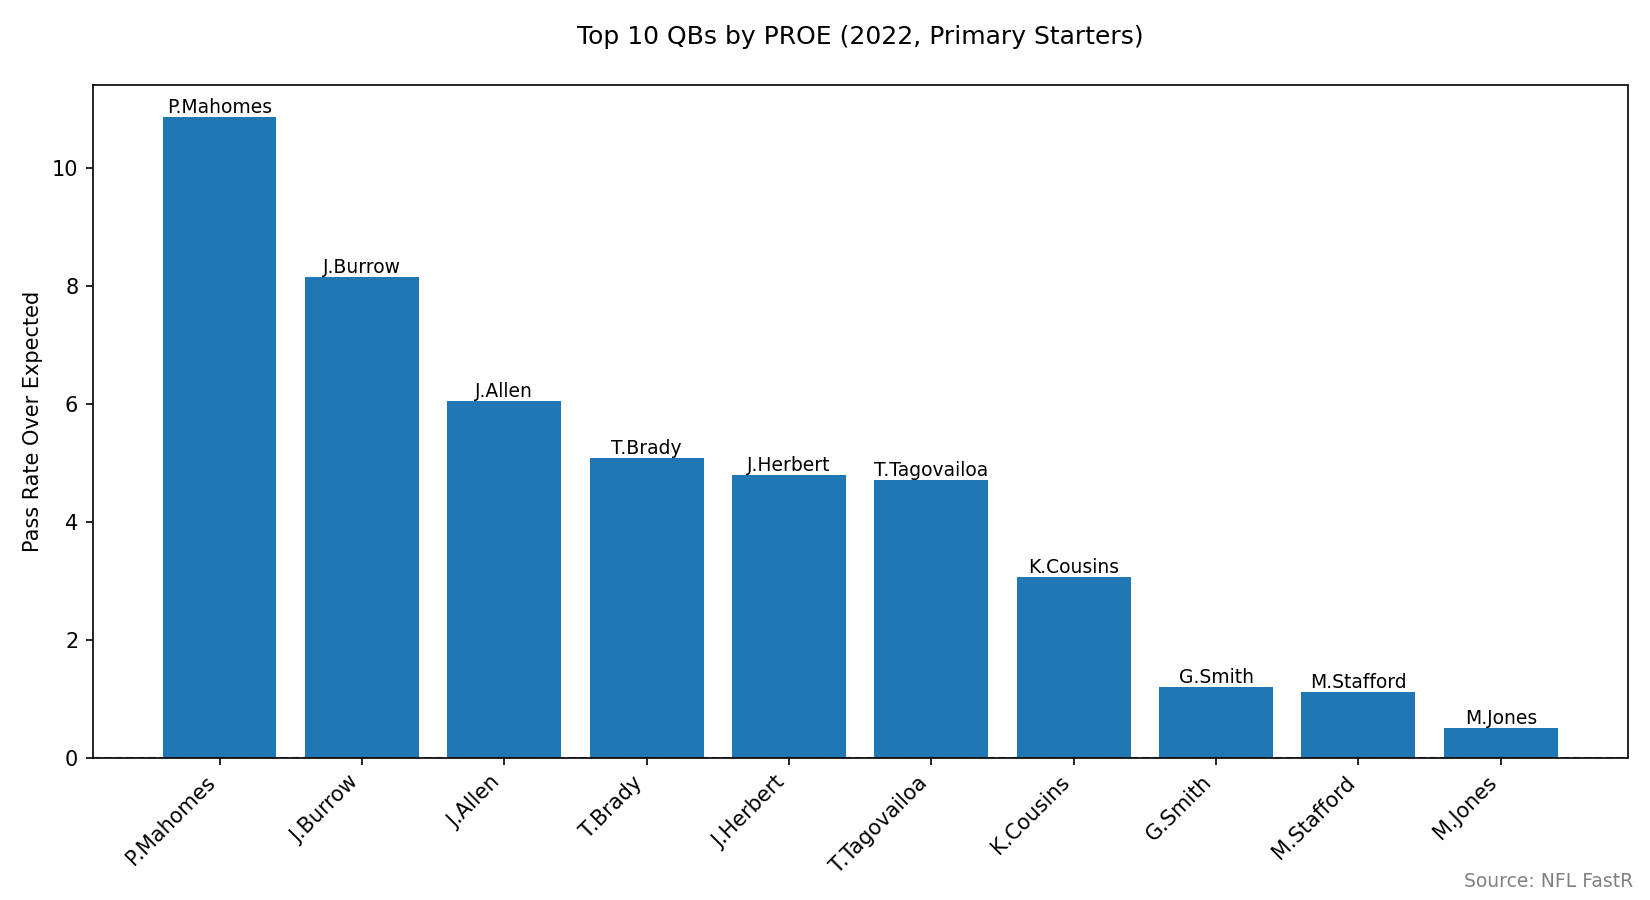 Top 10 QBs by PROE (2022, Primary Starters)
Pass Rate Over Expected
10
8
6
4
2
0
P.Mahomes
J.Burrow
J.Allen
T.Brady
J.Herbert
T.Tagovailoa
K.Cousins
G.Smith
M.Stafford
M.Jones
P.Mahomes
J.Burrow
J.Allen
T.Brady
J.Herbert
T.Tagovailoa
K.Cousins
G.Smith
M.Stafford
M.Jones
Source: NFL FastR